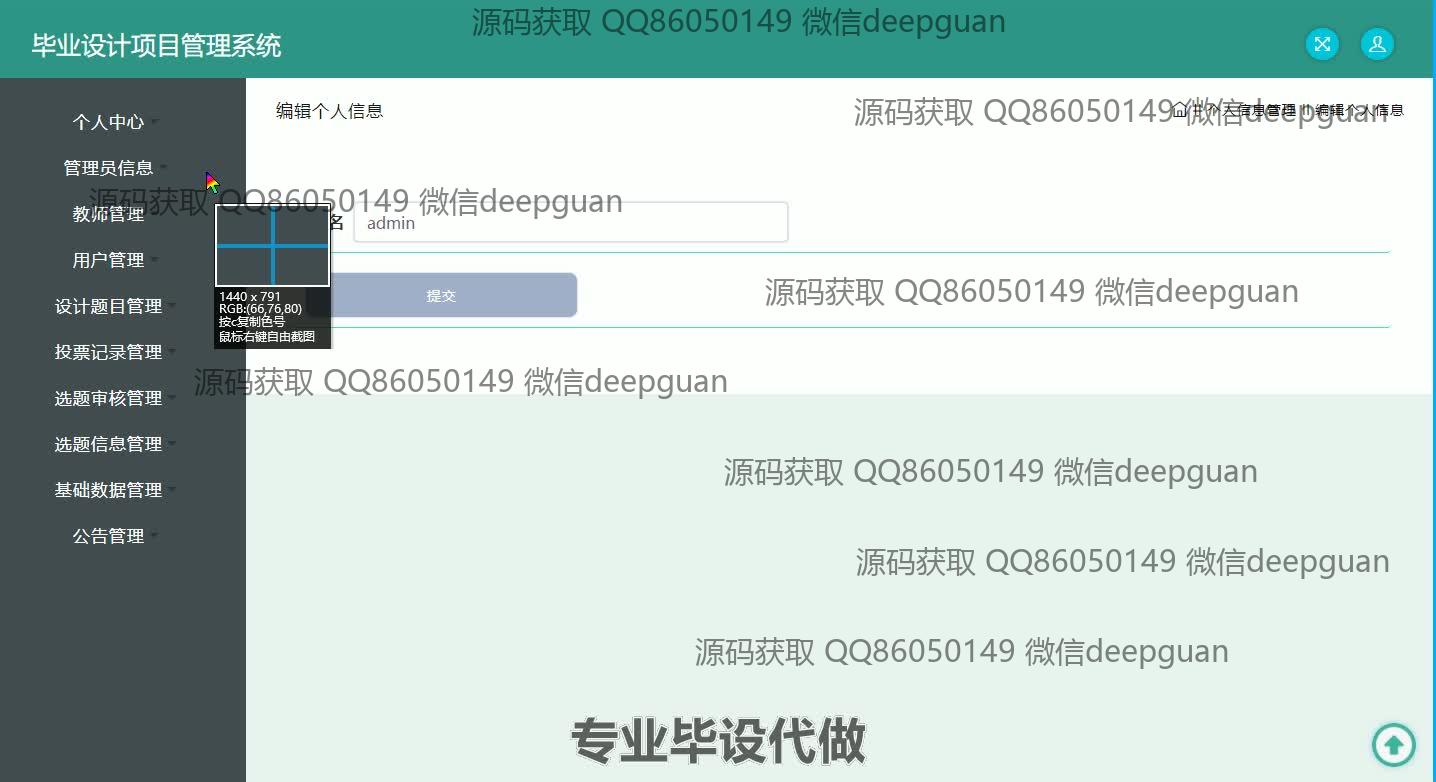 源码获取 QQ86050149 微信deepguan
毕业设计项目管理系统
个人中心
编辑个人信息
源码获取 QQ86050149 微信deepguan
个人信息管理 // 编辑个人信息
管理员信息
源码获取 QQ86050149 微信deepguan
教师管理
名
admin
用户管理
设计题目管理
1440 x 791
RGB:(66,76,80)
按c复制色号
鼠标右键自由截图
提交
源码获取 QQ86050149 微信deepguan
投票记录管理
选题审核管理
源码获取 QQ86050149 微信deepguan
选题信息管理
源码获取 QQ86050149 微信deepguan
基础数据管理
公告管理
源码获取 QQ86050149 微信deepguan
源码获取 QQ86050149 微信deepguan
专业毕设代做